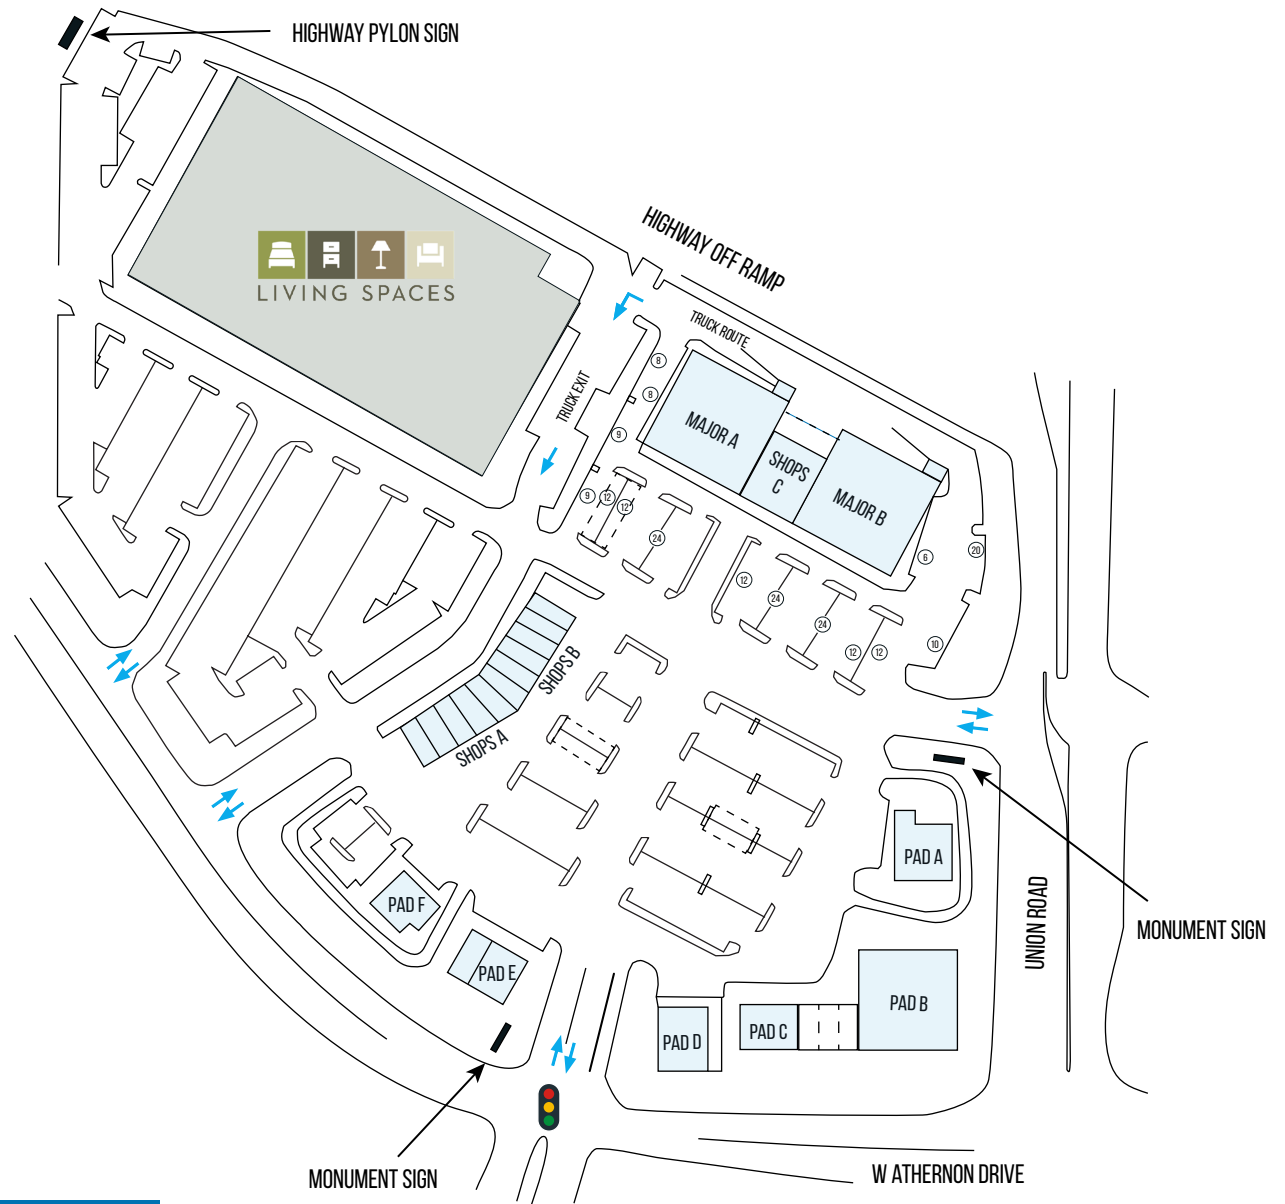 HIGHWAY PYLON SIGN
HIGHWAY OFF RAMP
LIVING SPACES
TRUCK ROUTE
TRUCK EXIT
8
8
9
9
12
12
24
MAJOR A
SHOPS
C
MAJOR B
6
20
12
24
24
12
12
10
SHOPS B
SHOPS A
PAD A
PAD F
PAD E
UNION ROAD
MONUMENT SIGN
PAD B
PAD C
PAD D
MONUMENT SIGN
W ATHERNON DRIVE